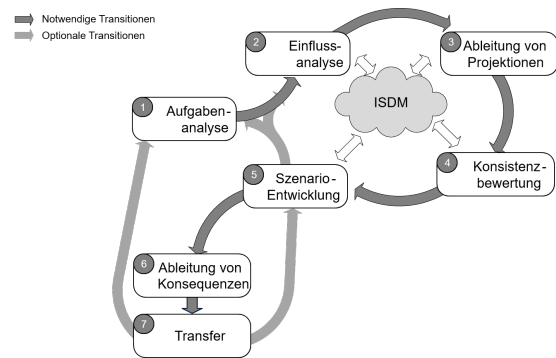 Notwendige Transitionen
Optionale Transitionen
1
Aufgaben-
analyse
2
Einfluss-
analyse
3
Ableitung von
Projektionen
ISDM
4
Konsistenz-
bewertung
5
Szenario-
Entwicklung
6
Ableitung von
Konsequenzen
7
Transfer